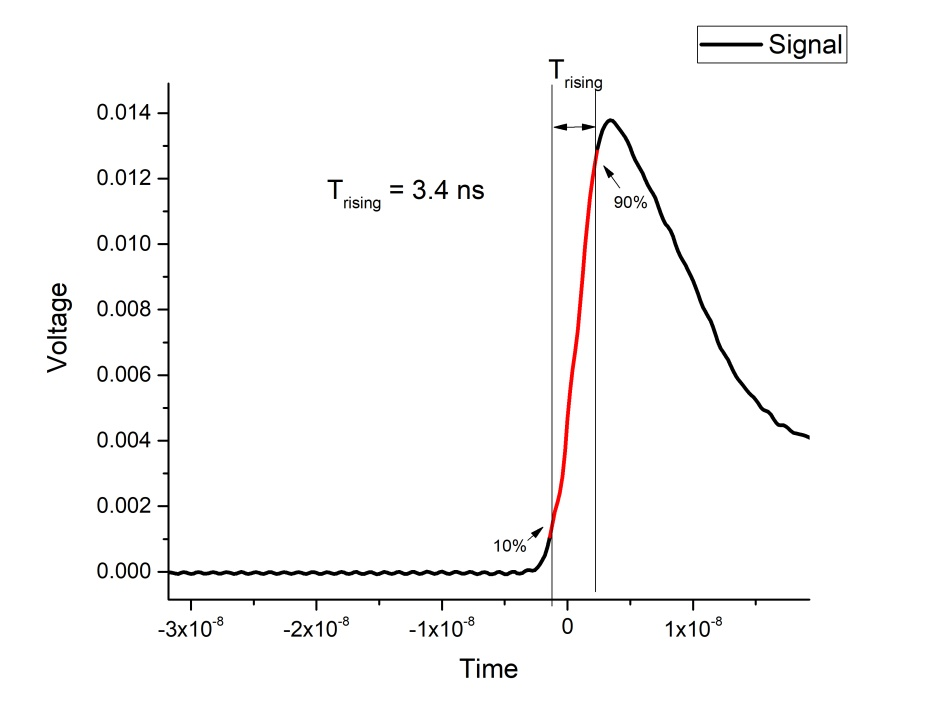 Signal
T rising
0.014
0.012
0.010
0.008
0.006
0.004
0.002
0.000
Voltage
T rising = 3.4 ns
90%
10%
-3x10⁻⁸
-2x10⁻⁸
-1x10⁻⁸
0
1x10⁻⁸
Time